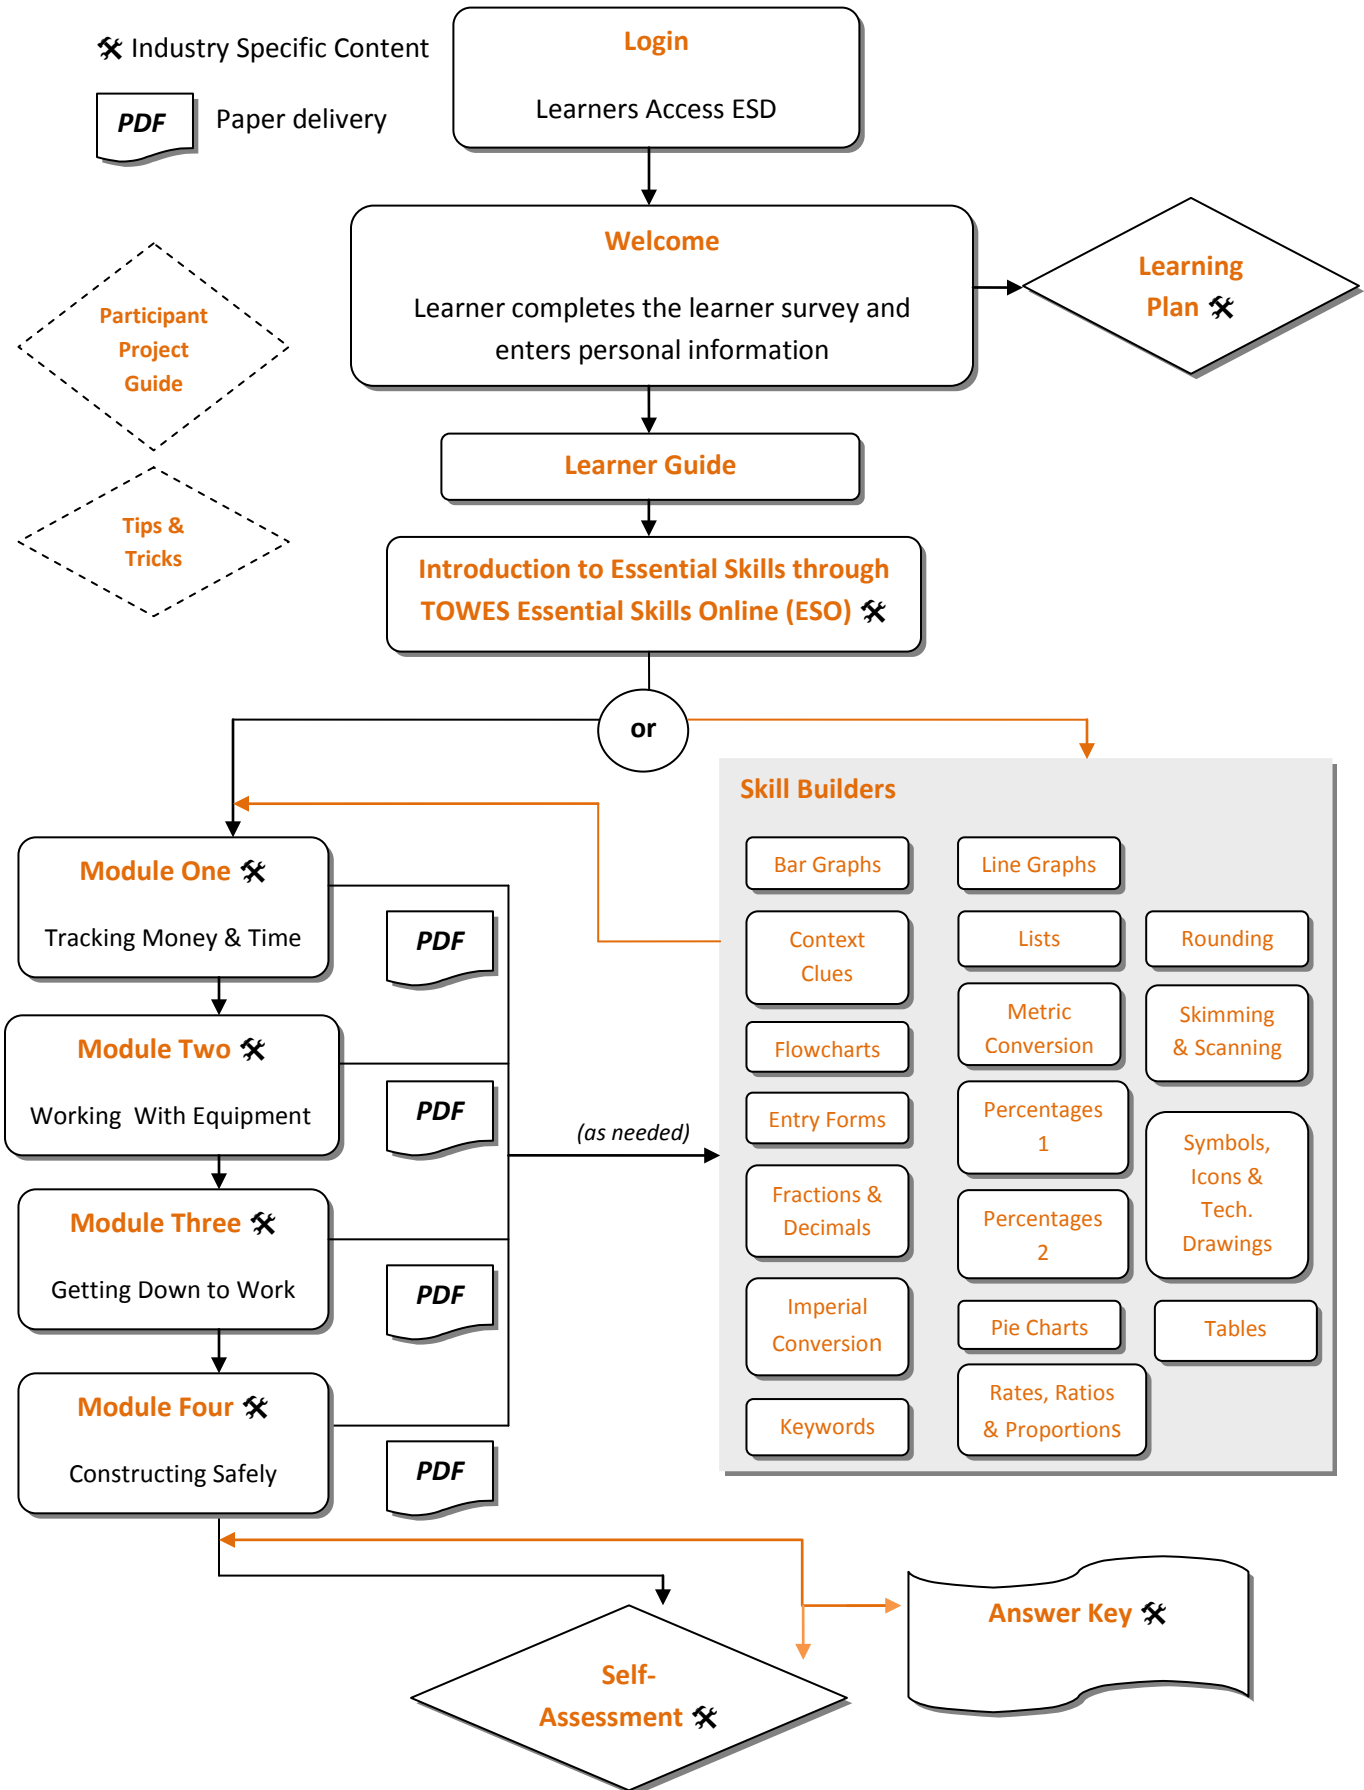 🛠 Industry Specific Content
PDF
Paper delivery
Login
Learners Access ESD
Welcome
Learner completes the learner survey and
enters personal information
Learning
Plan 🛠
Participant
Project
Guide
Tips &
Tricks
Learner Guide
Introduction to Essential Skills through
TOWES Essential Skills Online (ESO) 🛠
or
Module One 🛠
Tracking Money & Time
PDF
Module Two 🛠
Working  With Equipment
PDF
Module Three 🛠
Getting Down to Work
PDF
Module Four 🛠
Constructing Safely
PDF
(as needed)
Skill Builders
Bar Graphs
Context
Clues
Flowcharts
Entry Forms
Fractions &
Decimals
Imperial
Conversion
Keywords
Line Graphs
Lists
Metric
Conversion
Percentages
1
Percentages
2
Pie Charts
Rates, Ratios
& Proportions
Rounding
Skimming
& Scanning
Symbols,
Icons &
Tech.
Drawings
Tables
Self-
Assessment 🛠
Answer Key 🛠